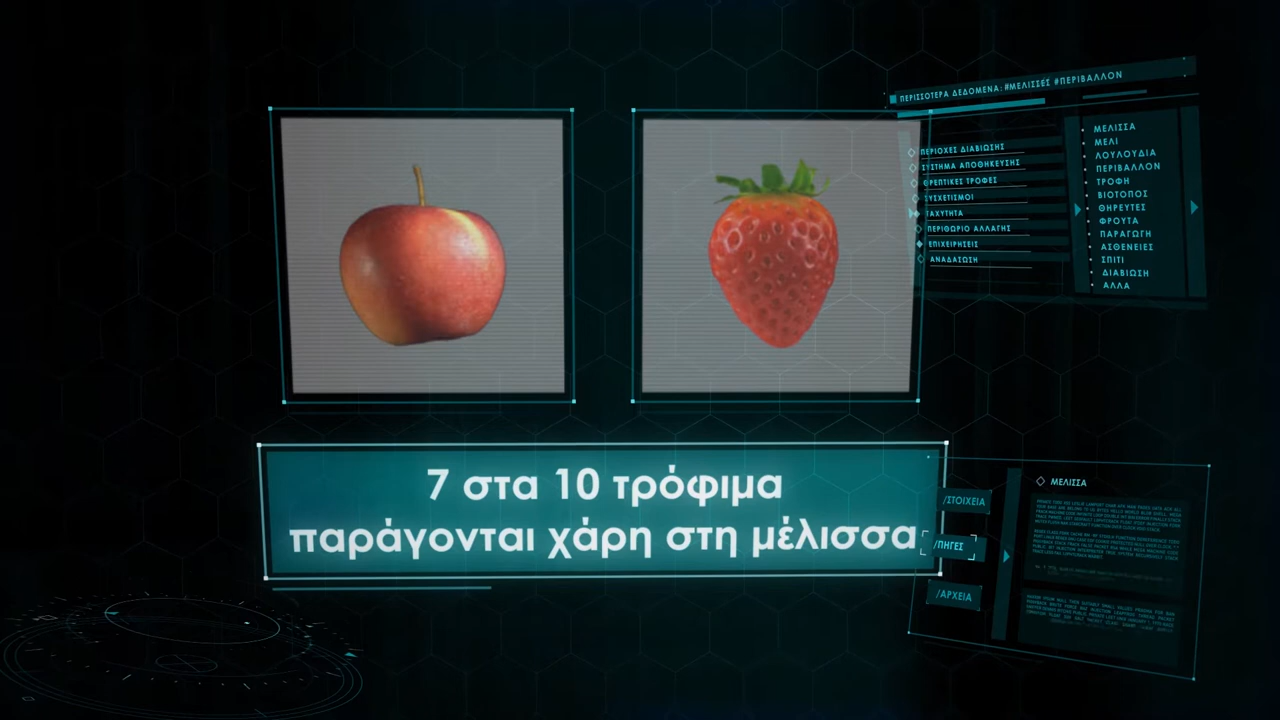 ΠΕΡΙΣΣΟΤΕΡΑ ΔΕΔΟΜΕΝΑ: #ΜΕΛΙΣΣΕΣ #ΠΕΡΙΒΑΛΛΟΝ
ΠΕΡΙΟΧΕΣ ΔΙΑΒΙΩΣΗΣ
ΣΥΣΤΗΜΑ ΑΠΟΘΗΚΕΥΣΗΣ
ΘΡΕΠΤΙΚΕΣ ΤΡΟΦΕΣ
ΣΥΣΧΕΤΙΣΜΟΙ
ΤΑΧΥΤΗΤΑ
ΠΕΡΙΘΩΡΙΟ ΑΛΛΑΓΗΣ
ΕΠΙΧΕΙΡΗΣΕΙΣ
ΑΝΑΔΑΣΩΣΗ
ΜΕΛΙΣΣΑ
ΜΕΛΙ
ΛΟΥΛΟΥΔΙΑ
ΠΕΡΙΒΑΛΛΟΝ
ΤΡΟΦΗ
ΒΙΟΤΟΠΟΣ
ΘΗΡΕΥΤΕΣ
ΦΡΟΥΤΑ
ΠΑΡΑΓΩΓΗ
ΑΣΘΕΝΕΙΕΣ
ΣΠΙΤΙ
ΔΙΑΒΙΩΣΗ
ΑΛΛΑ
7 στα 10 τρόφιμα
παράγονται χάρη στη μέλισσα
/ΣΤΟΙΧΕΙΑ
/ΠΗΓΕΣ
/ΑΡΧΕΙΑ
ΜΕΛΙΣΣΑ